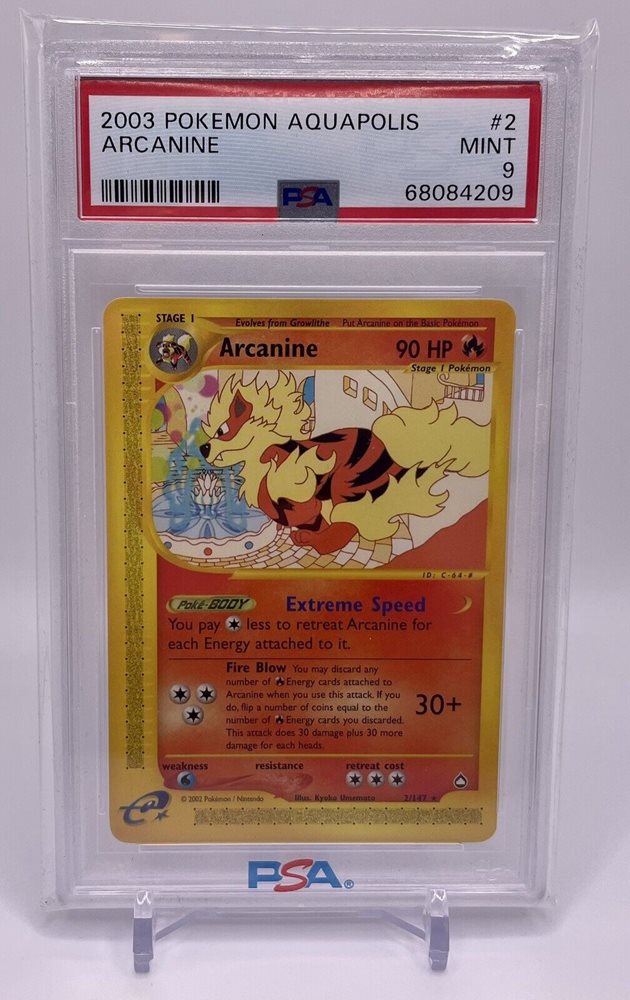 2003 POKEMON AQUAPOLIS #2
ARCANINE MINT
9
PSA 68084209
STAGE 1 Evolves from Growlithe Put Arcanine on the Basic Pokémon
Arcanine 90 HP
Stage 1 Pokémon
ID: C-64-#
Poké-BODY Extreme Speed
You pay less to retreat Arcanine for
each Energy attached to it.
Fire Blow You may discard any
number of Energy cards attached to
Arcanine when you use this attack. If you
do, flip a number of coins equal to the
number of Energy cards you discarded.
This attack does 30 damage plus 30 more
damage for each heads.
30+
weakness resistance retreat cost
© 2002 Pokémon / Nintendo Illus. Kyoko Umemoto 2/147 ★
e
PSA®